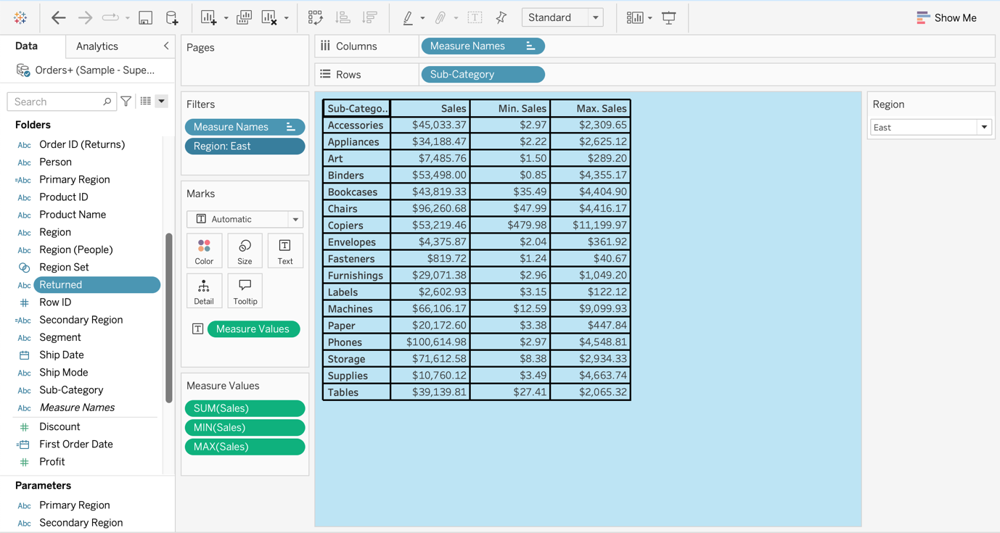 Standard
Show Me
Data
Analytics
Orders+ (Sample - Supe...
Search
Folders
Abc Order ID (Returns)
Abc Person
=Abc Primary Region
Abc Product ID
Abc Product Name
Abc Region
Abc Region (People)
Region Set
Abc Returned
# Row ID
=Abc Secondary Region
Abc Segment
Ship Date
Abc Ship Mode
Abc Sub-Category
Abc Measure Names
# Discount
= First Order Date
# Profit
Parameters
Abc Primary Region
Abc Secondary Region
Pages
Filters
Measure Names
Region: East
Marks
T Automatic
Color Size Text
Detail Tooltip
T Measure Values
Measure Values
SUM(Sales)
MIN(Sales)
MAX(Sales)
Columns Measure Names
Rows Sub-Category
Sub-Catego.. Sales Min. Sales Max. Sales
Accessories $45,033.37 $2.97 $2,309.65
Appliances $34,188.47 $2.22 $2,625.12
Art $7,485.76 $1.50 $289.20
Binders $53,498.00 $0.85 $4,355.17
Bookcases $43,819.33 $35.49 $4,404.90
Chairs $96,260.68 $47.99 $4,416.17
Copiers $53,219.46 $479.98 $11,199.97
Envelopes $4,375.87 $2.04 $361.92
Fasteners $819.72 $1.24 $40.67
Furnishings $29,071.38 $2.96 $1,049.20
Labels $2,602.93 $3.15 $122.12
Machines $66,106.17 $12.59 $9,099.93
Paper $20,172.60 $3.38 $447.84
Phones $100,614.98 $2.97 $4,548.81
Storage $71,612.58 $8.38 $2,934.33
Supplies $10,760.12 $3.49 $4,663.74
Tables $39,139.81 $27.41 $2,065.32
Region
East